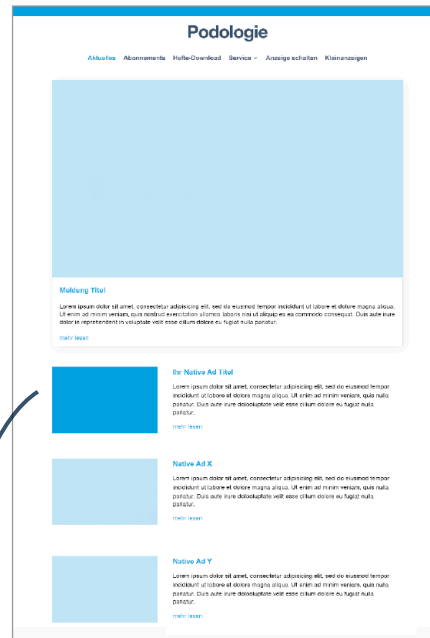 Podologie
Aktuelles Abonnements Hefte-Download Service Anzeige schalten Kleinanzeigen
Meldung Titel
Lorem ipsum dolor sit amet, consectetur adipisicing elit, sed do eiusmod tempor incididunt ut labore et dolore magna aliqua.
Ut enim ad minim veniam, quis nostrud exercitation ullamco laboris nisi ut aliquip ex ea commodo consequat. Duis aute irure
dolor in reprehenderit in voluptate velit esse cillum dolore eu fugiat nulla pariatur.
mehr lesen
Ihr Native Ad Titel
Lorem ipsum dolor sit amet, consectetur adipisicing elit, sed do eiusmod tempor
incididunt ut labore et dolore magna aliqua. Ut enim ad minim veniam, quis nulla
pariatur. Duis aute irure dolooluptate velit esse cillum dolore eu fugiat nulla
pariatur.
mehr lesen
Native Ad X
Lorem ipsum dolor sit amet, consectetur adipisicing elit, sed do eiusmod tempor
incididunt ut labore et dolore magna aliqua. Ut enim ad minim veniam, quis nulla
pariatur. Duis aute irure dolooluptate velit esse cillum dolore eu fugiat nulla
pariatur.
mehr lesen
Native Ad Y
Lorem ipsum dolor sit amet, consectetur adipisicing elit, sed do eiusmod tempor
incididunt ut labore et dolore magna aliqua. Ut enim ad minim veniam, quis nulla
pariatur. Duis aute irure dolooluptate velit esse cillum dolore eu fugiat nulla
pariatur.
mehr lesen